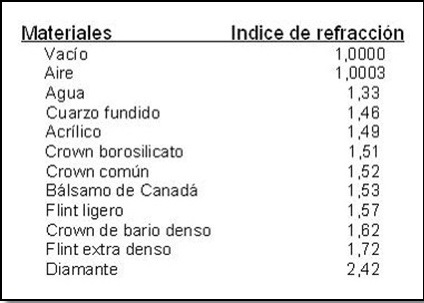 Materiales Indice de refracción
Vacío 1,0000
Aire 1,0003
Agua 1,33
Cuarzo fundido 1,46
Acrílico 1,49
Crown borosilicato 1,51
Crown común 1,52
Bálsamo de Canadá 1,53
Flint ligero 1,57
Crown de bario denso 1,62
Flint extra denso 1,72
Diamante 2,42